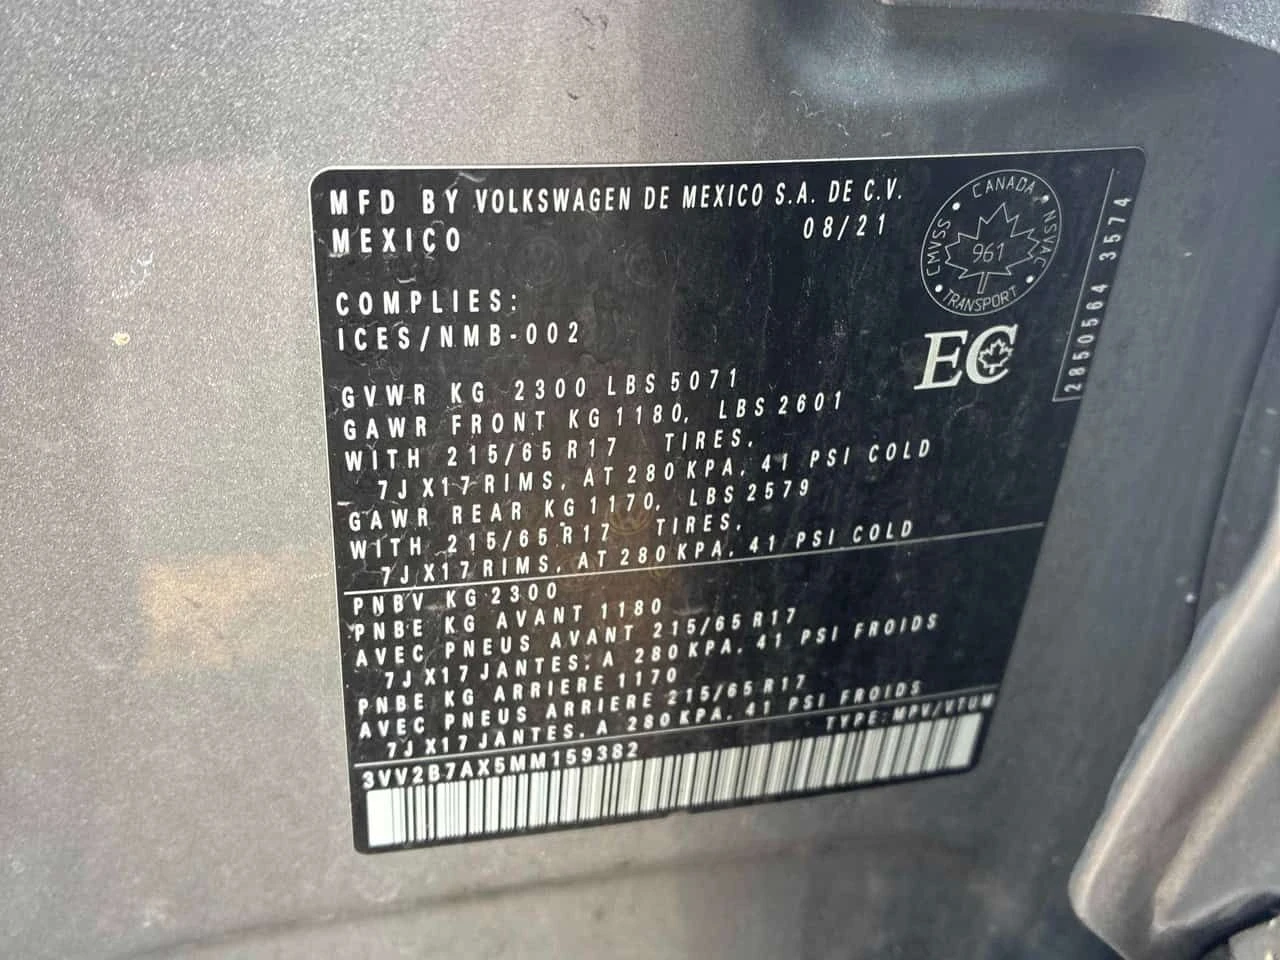 MFD BY VOLKSWAGEN DE MEXICO S.A. DE C.V.
MEXICO 08/21
CANADA NSVAC TRANSPORT CMVSS
961
EC
2850564 3574
COMPLIES:
ICES/NMB-002
GVWR KG 2300 LBS 5071
GAWR FRONT KG 1180, LBS 2601
WITH 215/65 R17 TIRES,
7J X17 RIMS, AT 280 KPA, 41 PSI COLD
GAWR REAR KG 1170, LBS 2579
WITH 215/65 R17 TIRES,
7J X17 RIMS, AT 280 KPA, 41 PSI COLD
PNBV KG 2300
PNBE KG AVANT 1180
AVEC PNEUS AVANT 215/65 R17
7J X17 JANTES, A 280 KPA, 41 PSI FROIDS
PNBE KG ARRIERE 1170
AVEC PNEUS ARRIERE 215/65 R17
7J X17 JANTES, A 280 KPA, 41 PSI FROIDS
3VV2B7AX5MM159382 TYPE: MPV/VTUM